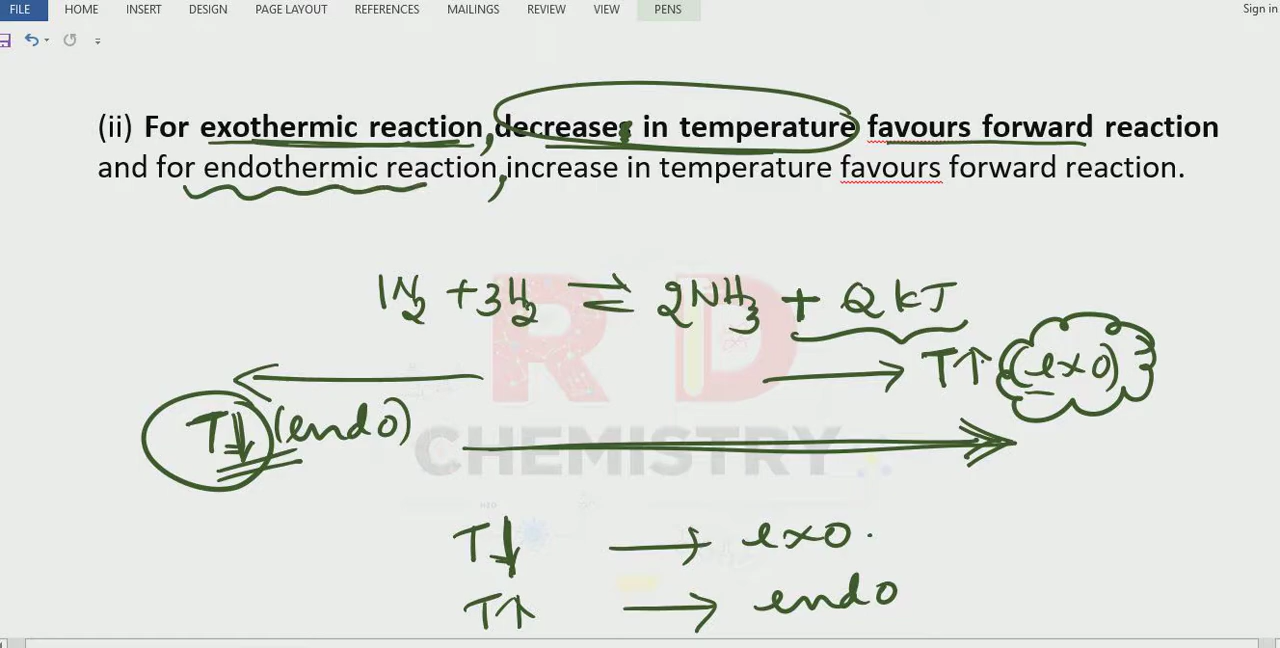 FILE HOME INSERT DESIGN PAGE LAYOUT REFERENCES MAILINGS REVIEW VIEW PENS Sign in
(ii) For exothermic reaction, decreases in temperature favours forward reaction
and for endothermic reaction, increase in temperature favours forward reaction.
1N₂ + 3H₂ ⇌ 2NH₃ + Q kJ
→ T↑ (exo)
← T↓ (endo)
R D
CHEMISTRY
T↓ → exo.
T↑ → endo